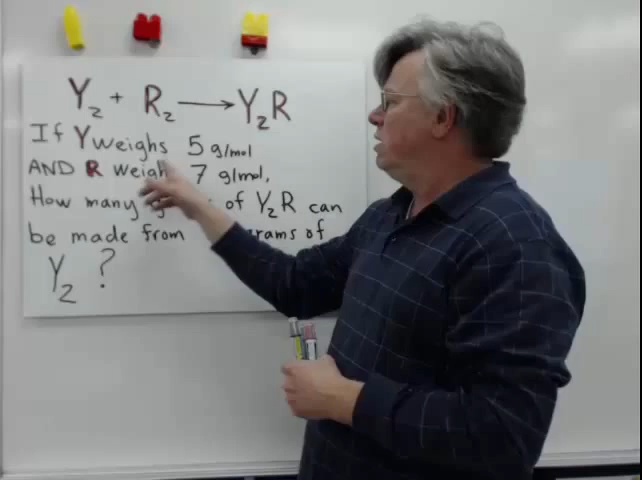 Y₂ + R₂ → Y₂R
If Y weighs 5 g/mol
AND R weigh 7 g/mol,
How many of Y₂R can
be made from grams of
Y₂ ?